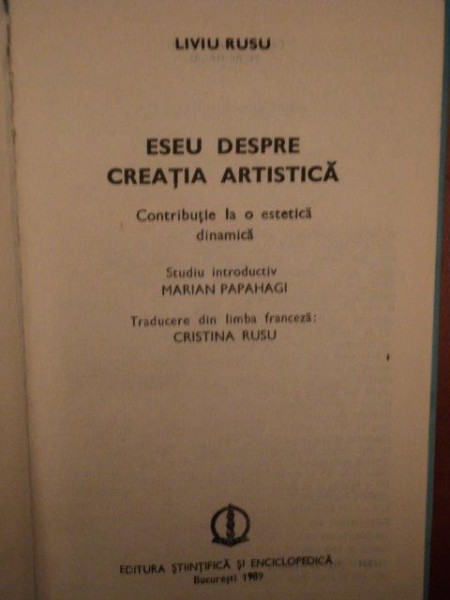 LIVIU RUSU
ESEU DESPRE
CREAȚIA ARTISTICĂ
Contribuție la o estetică
dinamică
Studiu introductiv
MARIAN PAPAHAGI
Traducere din limba franceză:
CRISTINA RUSU
EDITURA ȘTIINȚIFICĂ ȘI ENCICLOPEDICĂ
București 1989